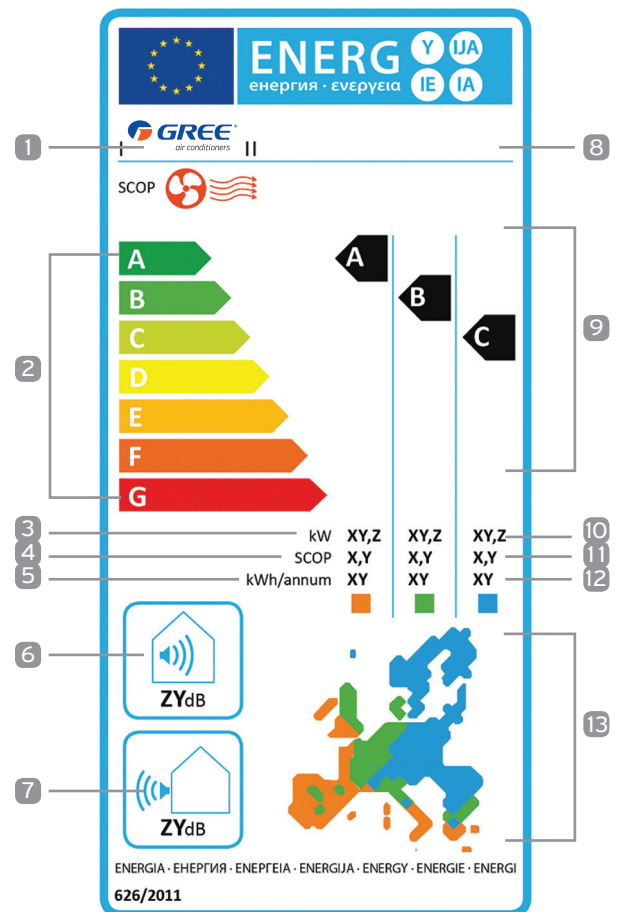 ENERG Y IJA
енергия · ενεργεια IE IA
1 GREE 8
air conditioners
I II
SCOP
A A
B B
C C
D
E
F
G
2 9
3 kW XY,Z XY,Z XY,Z 10
4 SCOP X,Y X,Y X,Y 11
5 kWh/annum XY XY XY 12
6
ZYdB
13
7
ZYdB
ENERGIA · ЕНЕРГИЯ · ΕΝΕΡΓΕΙΑ · ENERGIJA · ENERGY · ENERGIE · ENERGI
626/2011